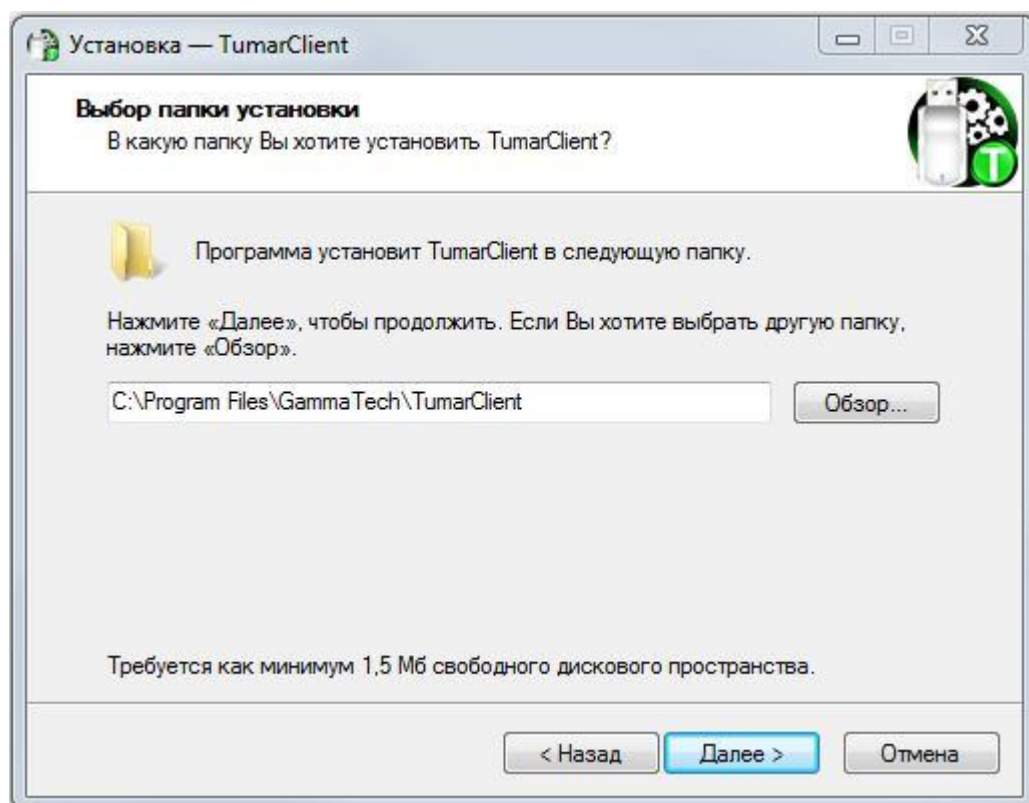 Установка — TumarClient
Выбор папки установки
В какую папку Вы хотите установить TumarClient?
T
Программа установит TumarClient в следующую папку.
Нажмите «Далее», чтобы продолжить. Если Вы хотите выбрать другую папку,
нажмите «Обзор».
C:\Program Files\GammaTech\TumarClient
Обзор...
Требуется как минимум 1,5 Мб свободного дискового пространства.
< Назад
Далее >
Отмена